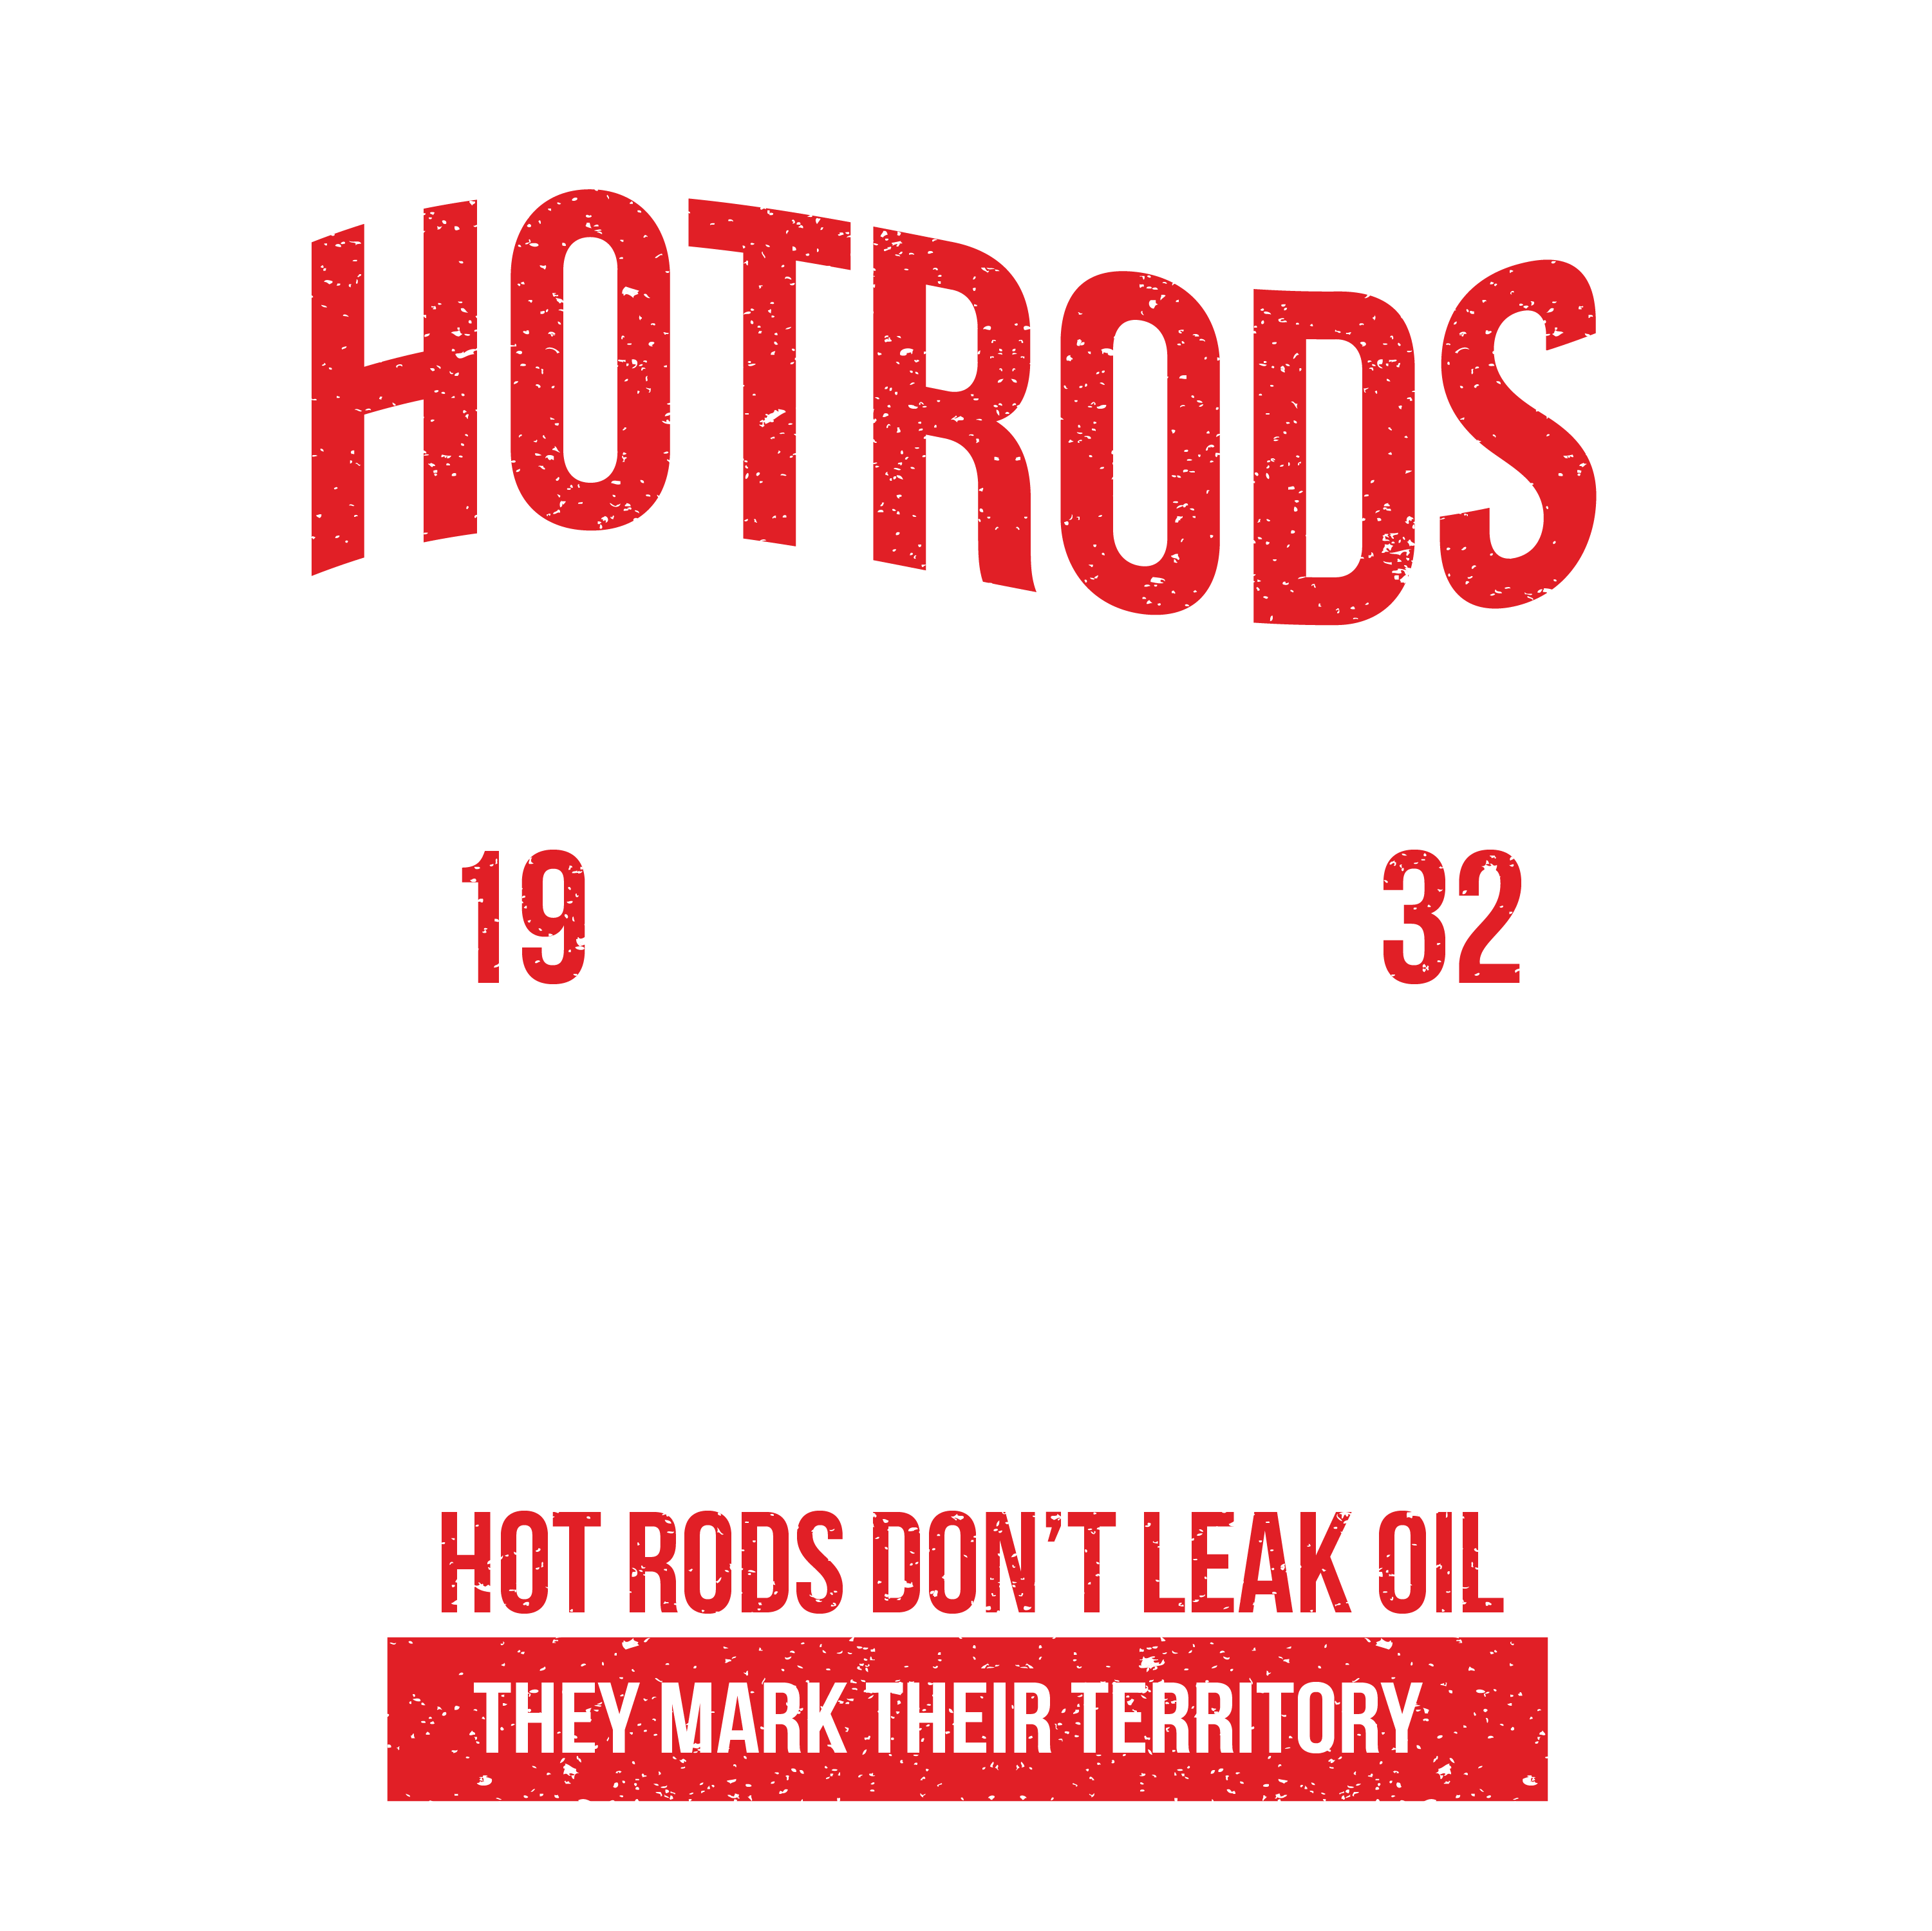 HOTRODS
19 32
HOT RODS DON'T LEAK OIL
THEY MARK THEIR TERRITORY